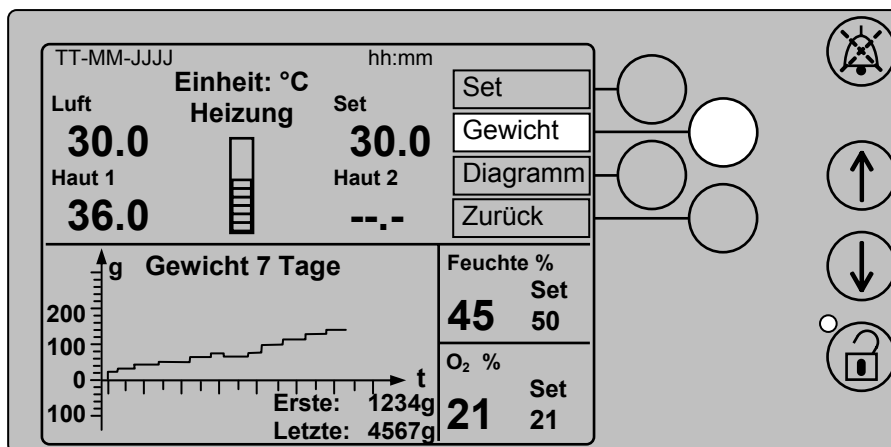 TT-MM-JJJJ hh:mm
Einheit: °C
Heizung
Luft
30.0
Set
30.0
Haut 1
36.0
Haut 2
--.-
Set
Gewicht
Diagramm
Zurück
g Gewicht 7 Tage
200
100
0
100
t
Erste: 1234g
Letzte: 4567g
Feuchte %
45
Set
50
O₂ %
21
Set
21